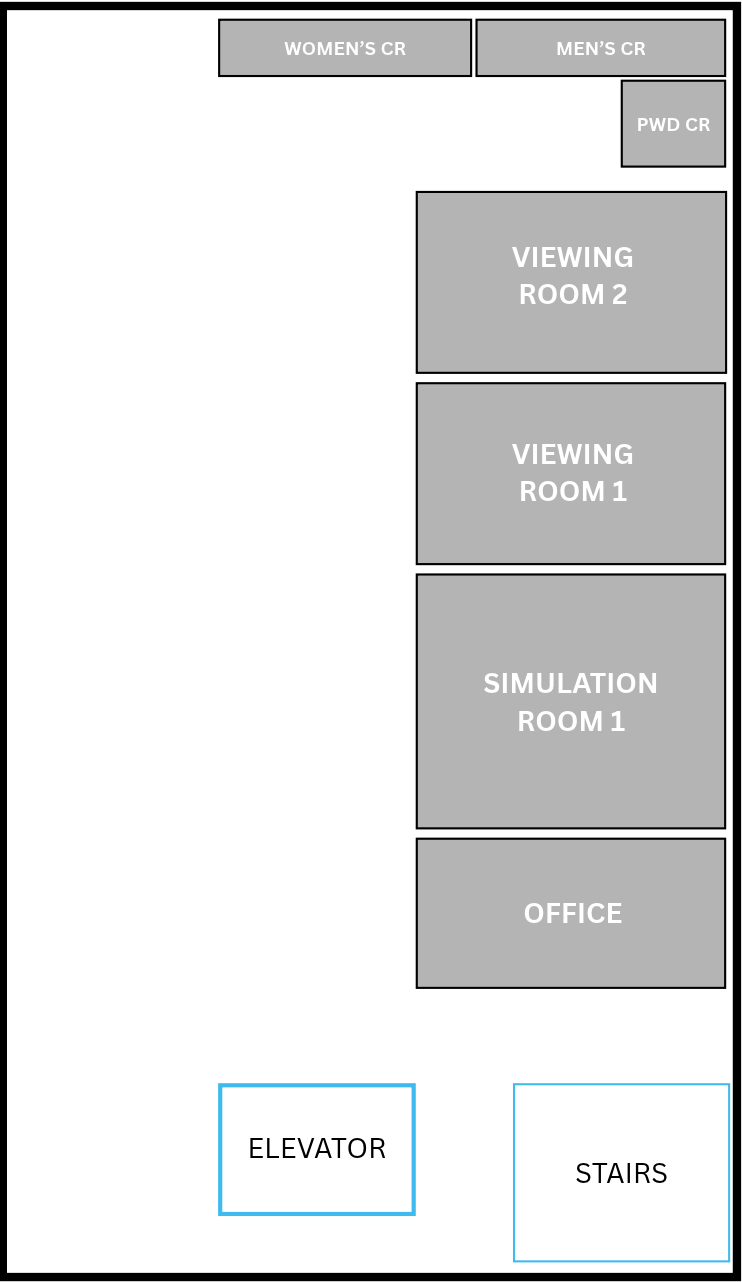 WOMEN’S CR
MEN’S CR
PWD CR
VIEWING
ROOM 2
VIEWING
ROOM 1
SIMULATION
ROOM 1
OFFICE
ELEVATOR
STAIRS